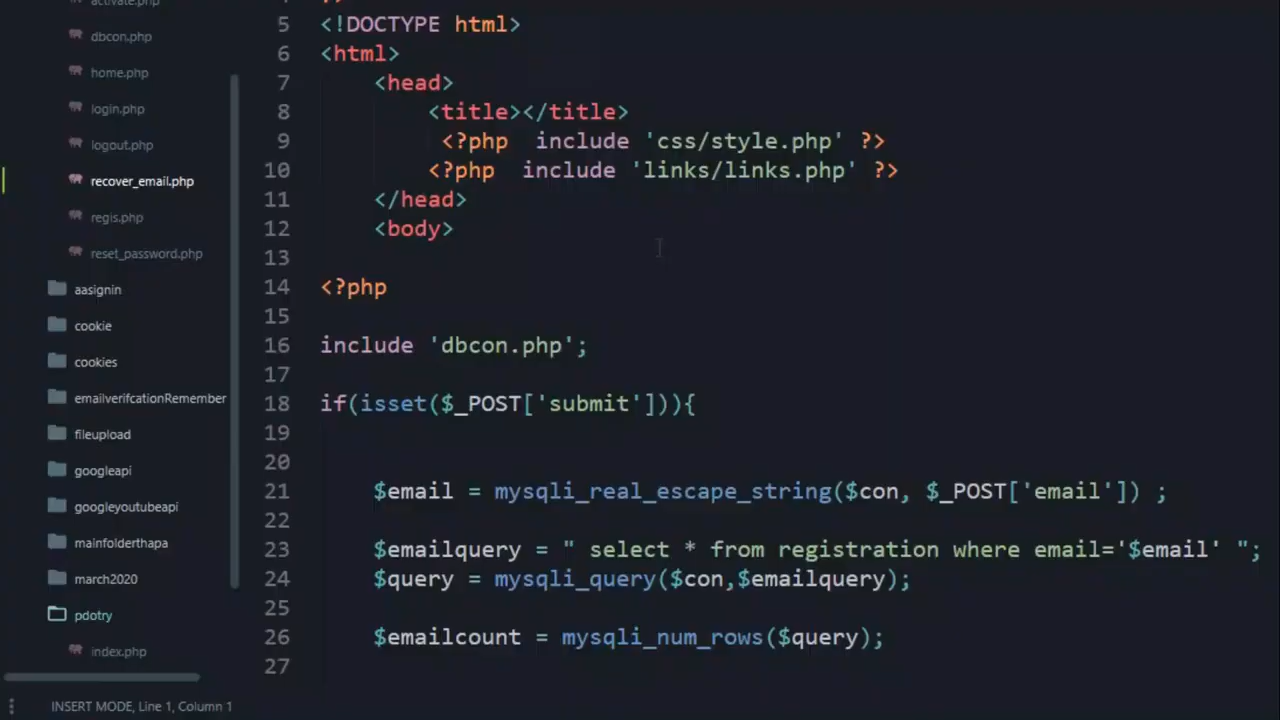 activate.php
dbcon.php
home.php
login.php
logout.php
recover_email.php
regis.php
reset_password.php
aasignin
cookie
cookies
emailverifcationRemember
fileupload
googleapi
googleyoutubeapi
mainfolderthapa
march2020
pdotry
index.php
4 ?>
5 <!DOCTYPE html>
6 <html>
7 <head>
8 <title></title>
9 <?php include 'css/style.php' ?>
10 <?php include 'links/links.php' ?>
11 </head>
12 <body>
13
14 <?php
15
16 include 'dbcon.php';
17
18 if(isset($_POST['submit'])){
19
20
21 $email = mysqli_real_escape_string($con, $_POST['email']) ;
22
23 $emailquery = " select * from registration where email='$email' ";
24 $query = mysqli_query($con,$emailquery);
25
26 $emailcount = mysqli_num_rows($query);
27
INSERT MODE, Line 1, Column 1